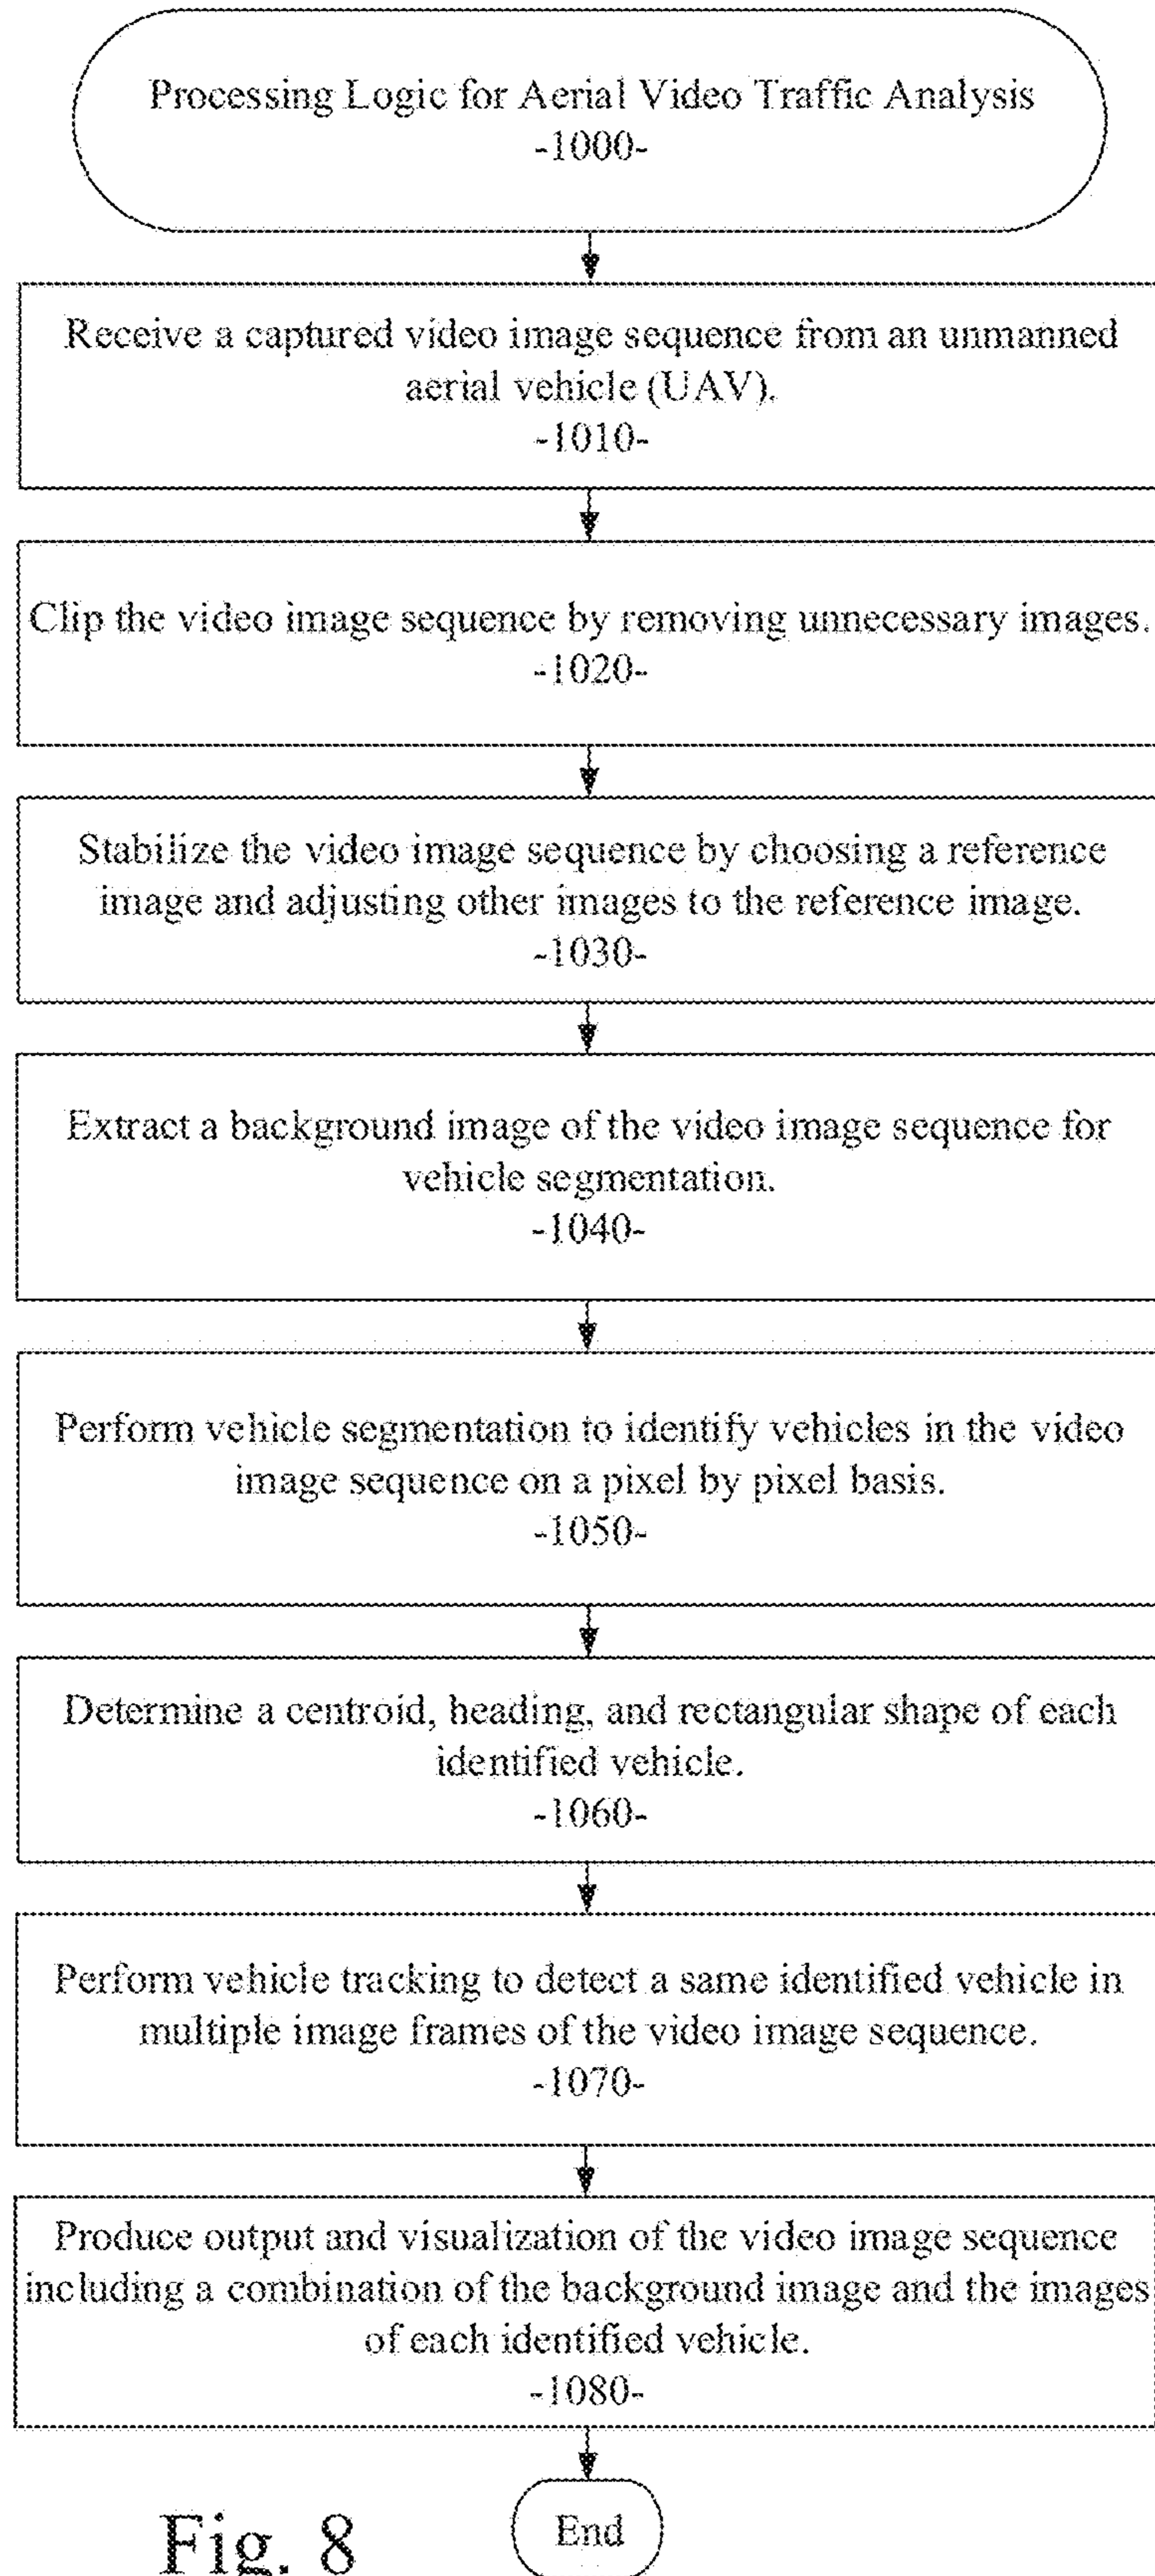 Processing Logic for Aerial Video Traffic Analysis
-1000-
Receive a captured video image sequence from an unmanned
aerial vehicle (UAV).
-1010-
Clip the video image sequence by removing unnecessary images.
-1020-
Stabilize the video image sequence by choosing a reference
image and adjusting other images to the reference image.
-1030-
Extract a background image of the video image sequence for
vehicle segmentation.
-1040-
Perform vehicle segmentation to identify vehicles in the video
image sequence on a pixel by pixel basis.
-1050-
Determine a centroid, heading, and rectangular shape of each
identified vehicle.
-1060-
Perform vehicle tracking to detect a same identified vehicle in
multiple image frames of the video image sequence.
-1070-
Produce output and visualization of the video image sequence
including a combination of the background image and the images
of each identified vehicle.
-1080-
End
Fig. 8